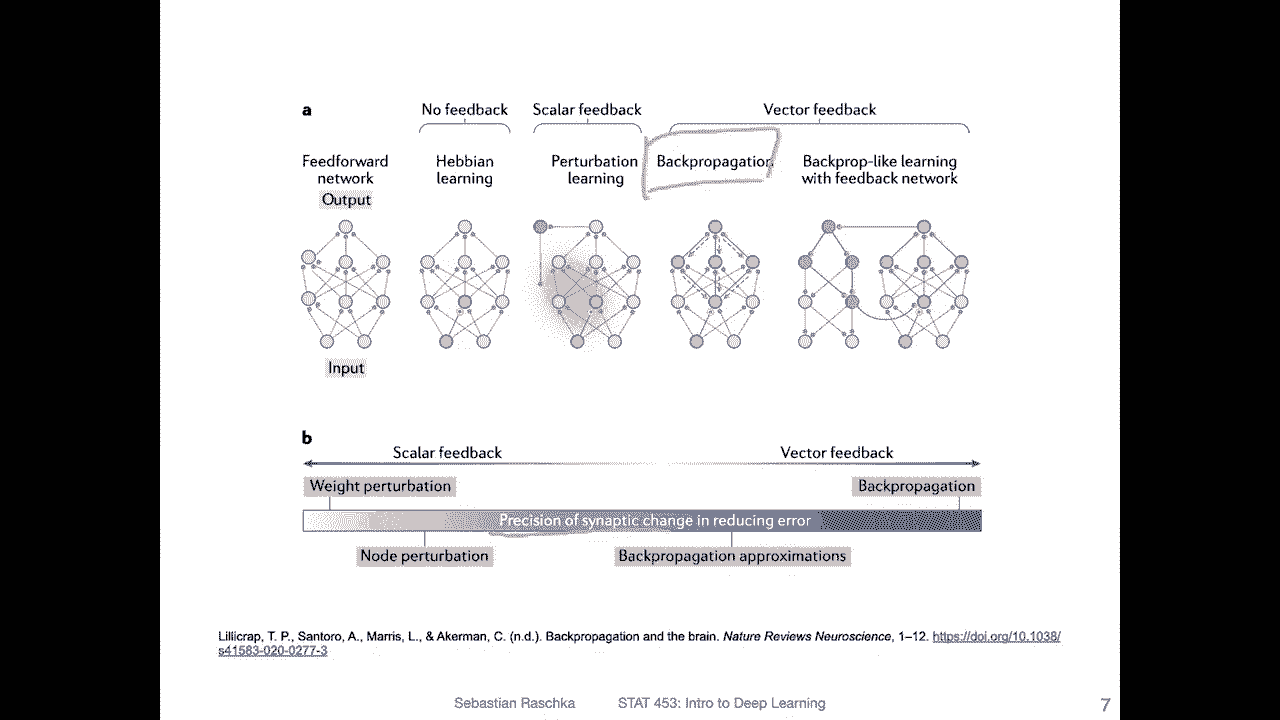 a
No feedback
Scalar feedback
Vector feedback
Feedforward
network
Hebbian
learning
Perturbation
learning
Backpropagation
Backprop-like learning
with feedback network
Output
Input
b
Scalar feedback
Vector feedback
Weight perturbation
Backpropagation
Precision of synaptic change in reducing error
Node perturbation
Backpropagation approximations
Lillicrap, T. P., Santoro, A., Marris, L., & Akerman, C. (n.d.). Backpropagation and the brain. Nature Reviews Neuroscience, 1–12. https://doi.org/10.1038/
s41583-020-0277-3
Sebastian Raschka STAT 453: Intro to Deep Learning 7